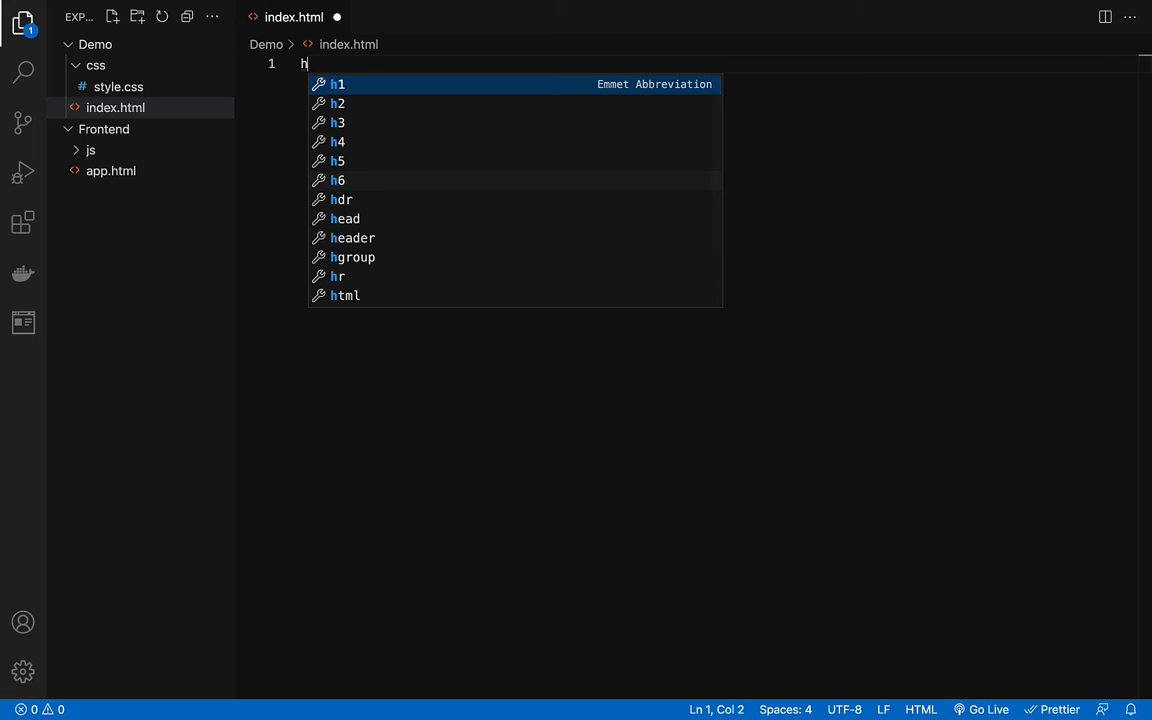 1
EXP...
index.html
Demo
css
style.css
index.html
Frontend
js
app.html
Demo index.html
1 h
h1 Emmet Abbreviation
h2
h3
h4
h5
h6
hdr
head
header
hgroup
hr
html
0 0 Ln 1, Col 2 Spaces: 4 UTF-8 LF HTML Go Live Prettier